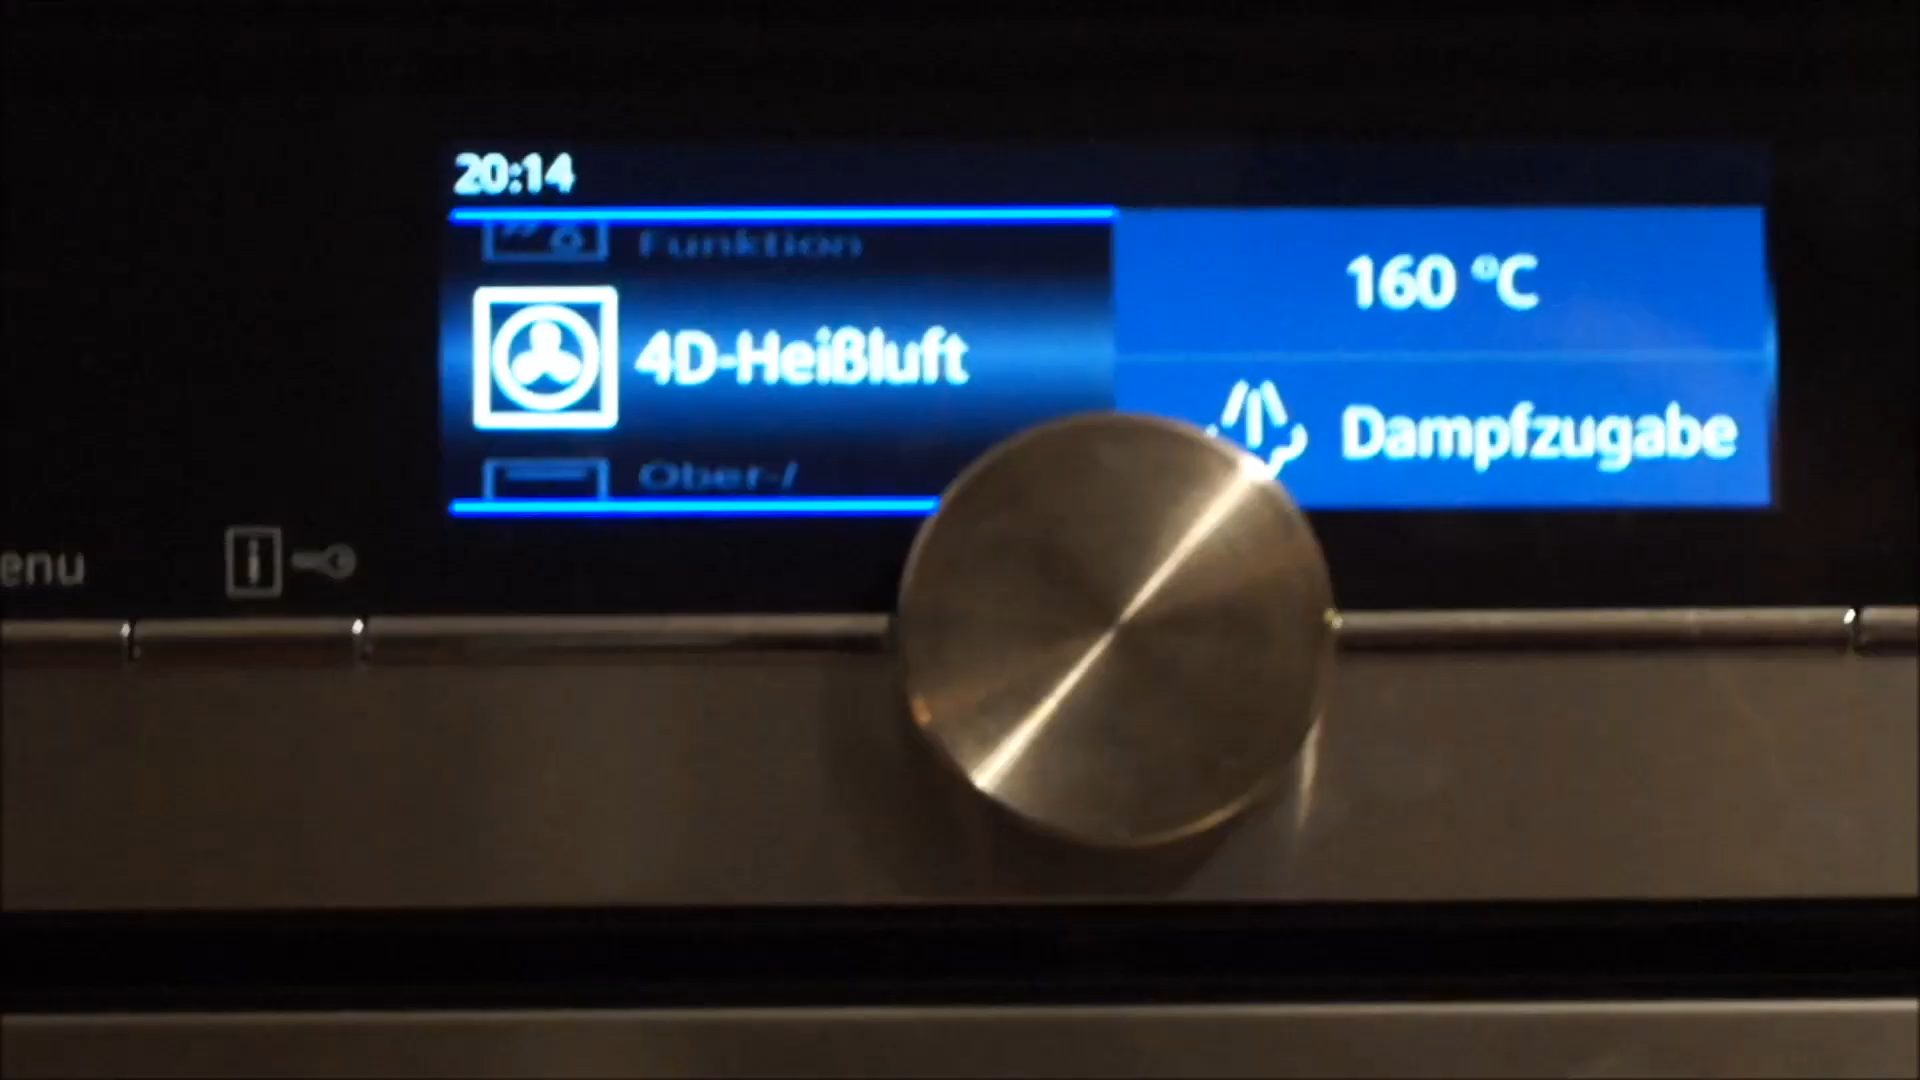 20:14
Funktion
4D-Heißluft
Ober-/
160 °C
Dampfzugabe
enu